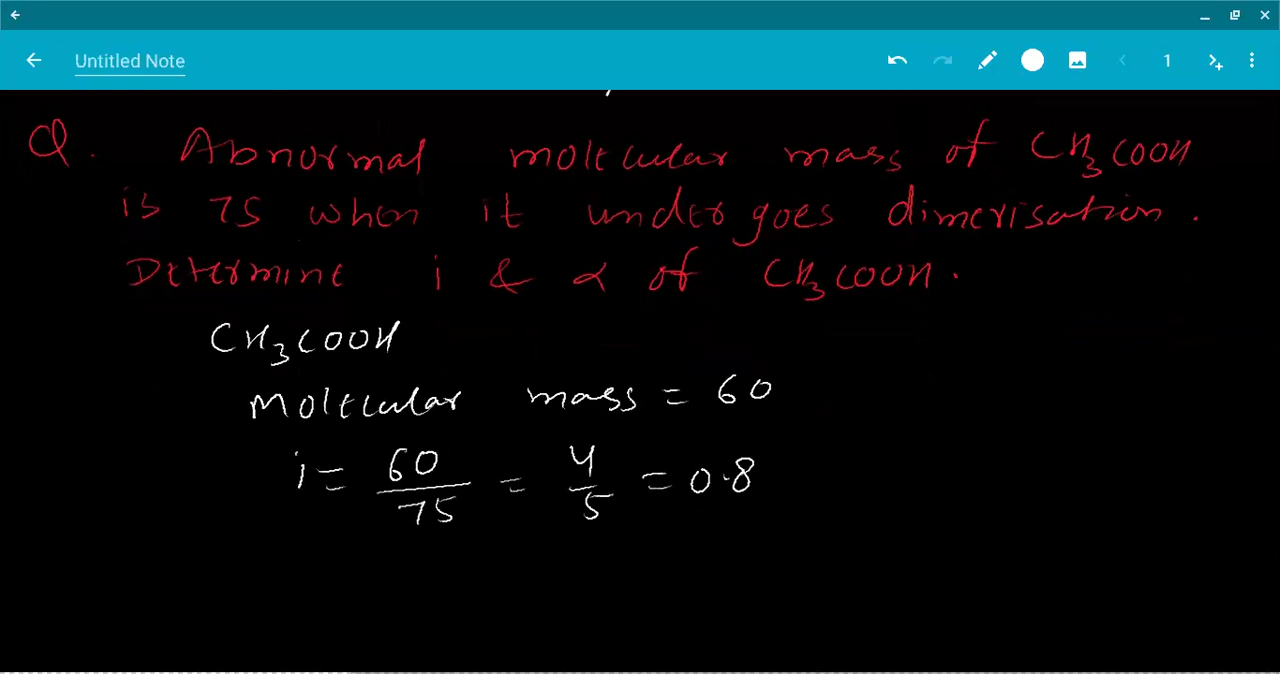 Untitled Note
1
Q. Abnormal molecular mass of CH₃COOH
is 75 when it undergoes dimerisation.
Determine i & α of CH₃COOH.
CH₃COOH
Molecular mass = 60
i = 60/75 = 4/5 = 0.8